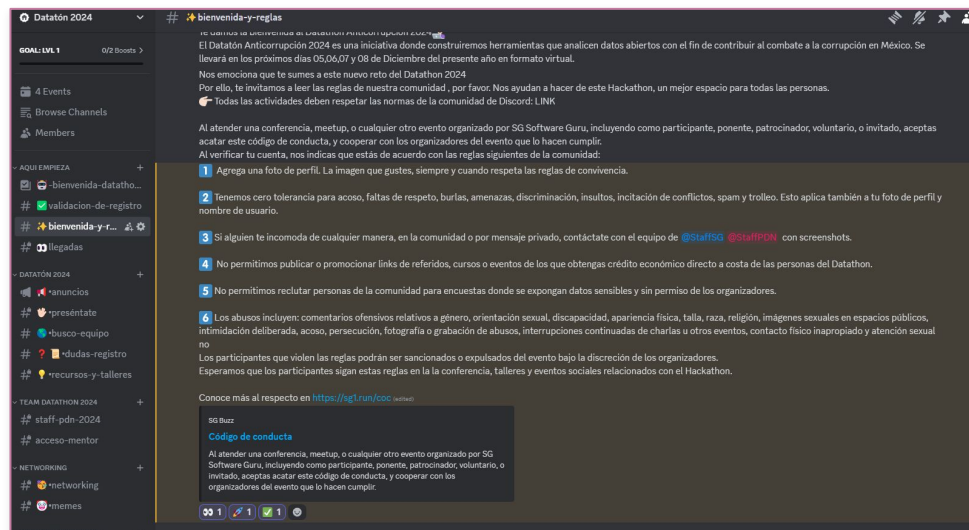 Datatón 2024
# ✨bienvenida-y-reglas
GOAL: LVL 1 0/2 Boosts >
4 Events
Browse Channels
Members
AQUI EMPIEZA +
-bienvenida-datatho...
# ✅validacion-de-registro
# ✨bienvenida-y-r...
# 👀llegadas
DATATÓN 2024 +
•anuncios
# •preséntate
# •busco-equipo
# ❓ •dudas-registro
# 💡•recursos-y-talleres
TEAM DATATHON 2024 +
# staff-pdn-2024
# acceso-mentor
NETWORKING +
# •networking
# •memes
Te damos la bienvenida al Datatón Anticorrupción 2024
El Datatón Anticorrupción 2024 es una iniciativa donde construiremos herramientas que analicen datos abiertos con el fin de contribuir al combate a la corrupción en México. Se
llevará en los próximos días 05,06,07 y 08 de Diciembre del presente año en formato virtual.
Nos emociona que te sumes a este nuevo reto del Datathon 2024
Por ello, te invitamos a leer las reglas de nuestra comunidad , por favor. Nos ayudan a hacer de este Hackathon, un mejor espacio para todas las personas.
👉 Todas las actividades deben respetar las normas de la comunidad de Discord: LINK
Al atender una conferencia, meetup, o cualquier otro evento organizado por SG Software Guru, incluyendo como participante, ponente, patrocinador, voluntario, o invitado, aceptas
acatar este código de conducta, y cooperar con los organizadores del evento que lo hacen cumplir.
Al verificar tu cuenta, nos indicas que estás de acuerdo con las reglas siguientes de la comunidad:
1 Agrega una foto de perfil. La imagen que gustes, siempre y cuando respeta las reglas de convivencia.
2 Tenemos cero tolerancia para acoso, faltas de respeto, burlas, amenazas, discriminación, insultos, incitación de conflictos, spam y trolleo. Esto aplica también a tu foto de perfil y
nombre de usuario.
3 Si alguien te incomoda de cualquier manera, en la comunidad o por mensaje privado, contáctate con el equipo de @StaffSG @StaffPDN con screenshots.
4 No permitimos publicar o promocionar links de referidos, cursos o eventos de los que obtengas crédito económico directo a costa de las personas del Datathon.
5 No permitimos reclutar personas de la comunidad para encuestas donde se expongan datos sensibles y sin permiso de los organizadores.
6 Los abusos incluyen: comentarios ofensivos relativos a género, orientación sexual, discapacidad, apariencia física, talla, raza, religión, imágenes sexuales en espacios públicos,
intimidación deliberada, acoso, persecución, fotografía o grabación de abusos, interrupciones continuadas de charlas u otros eventos, contacto físico inapropiado y atención sexual
no
Los participantes que violen las reglas podrán ser sancionados o expulsados del evento bajo la discreción de los organizadores.
Esperamos que los participantes sigan estas reglas en la la conferencia, talleres y eventos sociales relacionados con el Hackathon.
Conoce más al respecto en https://sg1.run/coc (edited)
SG Buzz
Código de conducta
Al atender una conferencia, meetup, o cualquier otro evento organizado por SG
Software Guru, incluyendo como participante, ponente, patrocinador, voluntario, o
invitado, aceptas acatar este código de conducta, y cooperar con los
organizadores del evento que lo hacen cumplir.
👀 1 🚀 1 ✅ 1